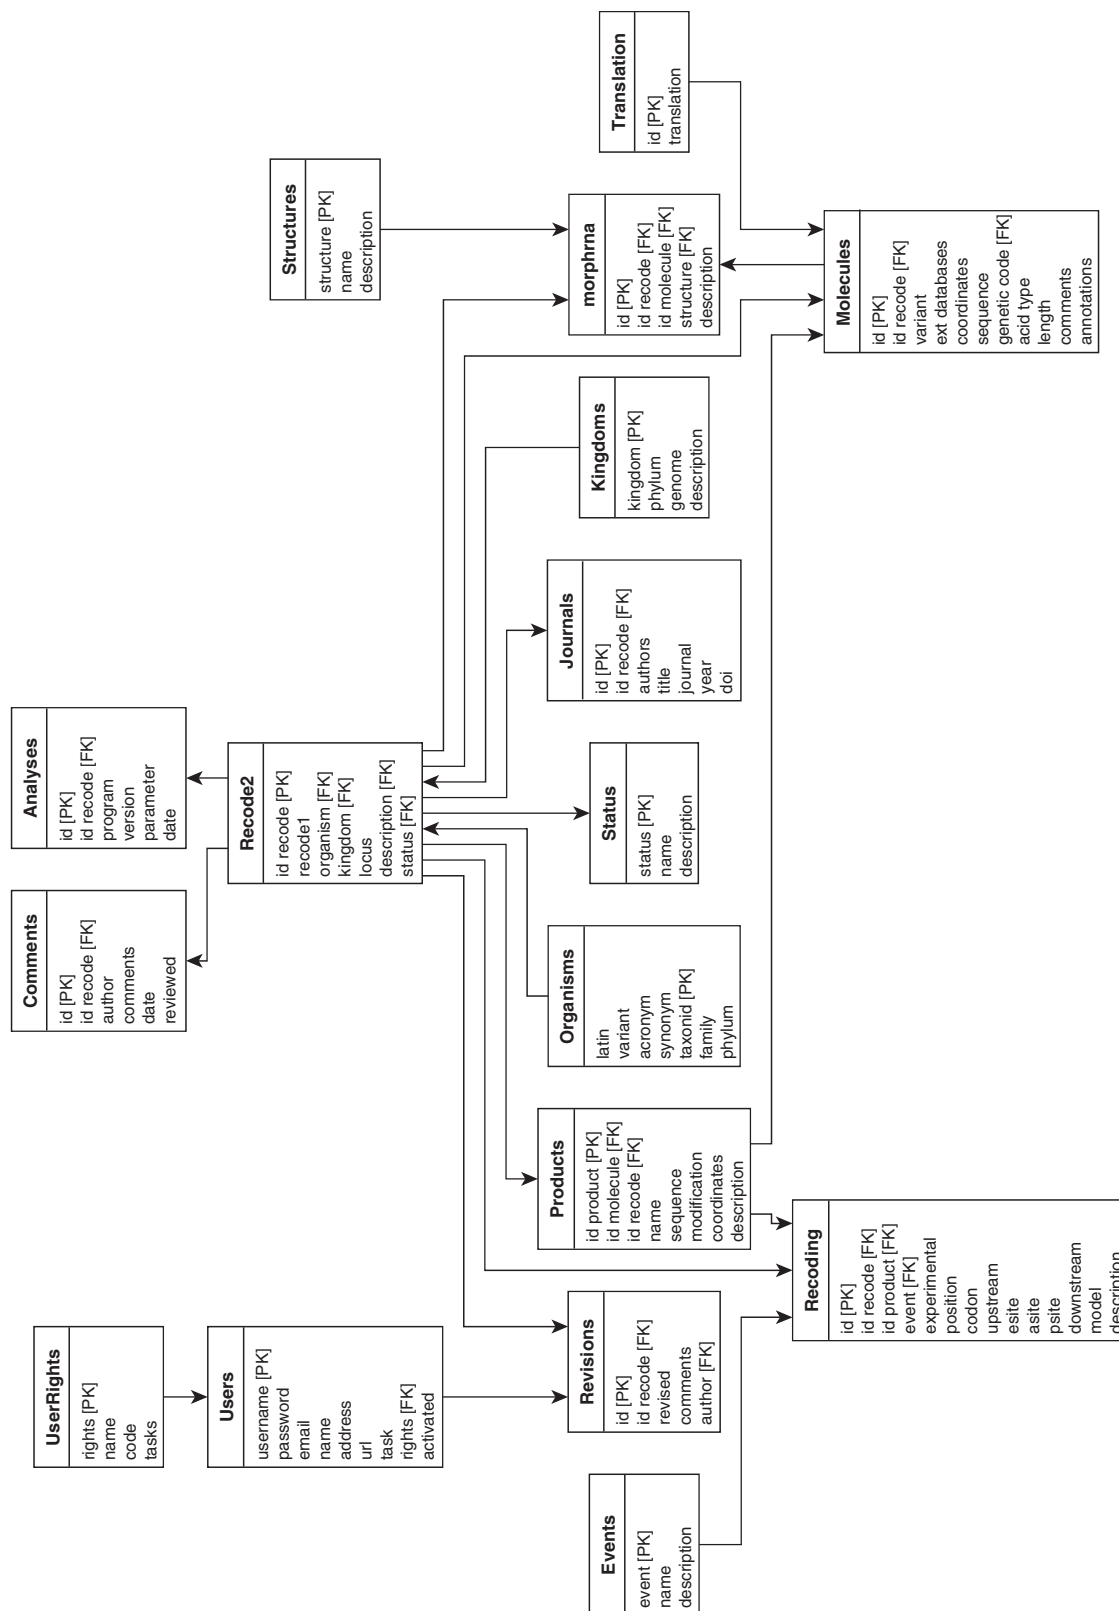 UserRights
rights [PK]
name
code
tasks
Users
username [PK]
password
email
name
address
url
task
rights [FK]
activated
Comments
id [PK]
id recode [FK]
author
comments
date
reviewed
Analyses
id [PK]
id recode [FK]
program
version
parameter
date
Recode2
id recode [PK]
recode1
organism [FK]
kingdom [FK]
locus
description [FK]
status [FK]
Structures
structure [PK]
name
description
Events
event [PK]
name
description
Revisions
id [PK]
id recode [FK]
revised
comments
author [FK]
Products
id product [PK]
id molecule [FK]
id recode [FK]
name
sequence
modification
coordinates
description
Organisms
latin
variant
acronym
synonym
taxonid [PK]
family
phylum
Status
status [PK]
name
description
Journals
id [PK]
id recode [FK]
authors
title
journal
year
doi
Kingdoms
kingdom [PK]
phylum
genome
description
morphrna
id [PK]
id recode [FK]
id molecule [FK]
structure [FK]
description
Translation
id [PK]
translation
Recoding
id [PK]
id recode [FK]
id product [FK]
event [FK]
experimental
position
codon
upstream
esite
asite
psite
downstream
model
description
Molecules
id [PK]
id recode [FK]
variant
ext databases
coordinates
sequence
genetic code [FK]
acid type
length
comments
annotations